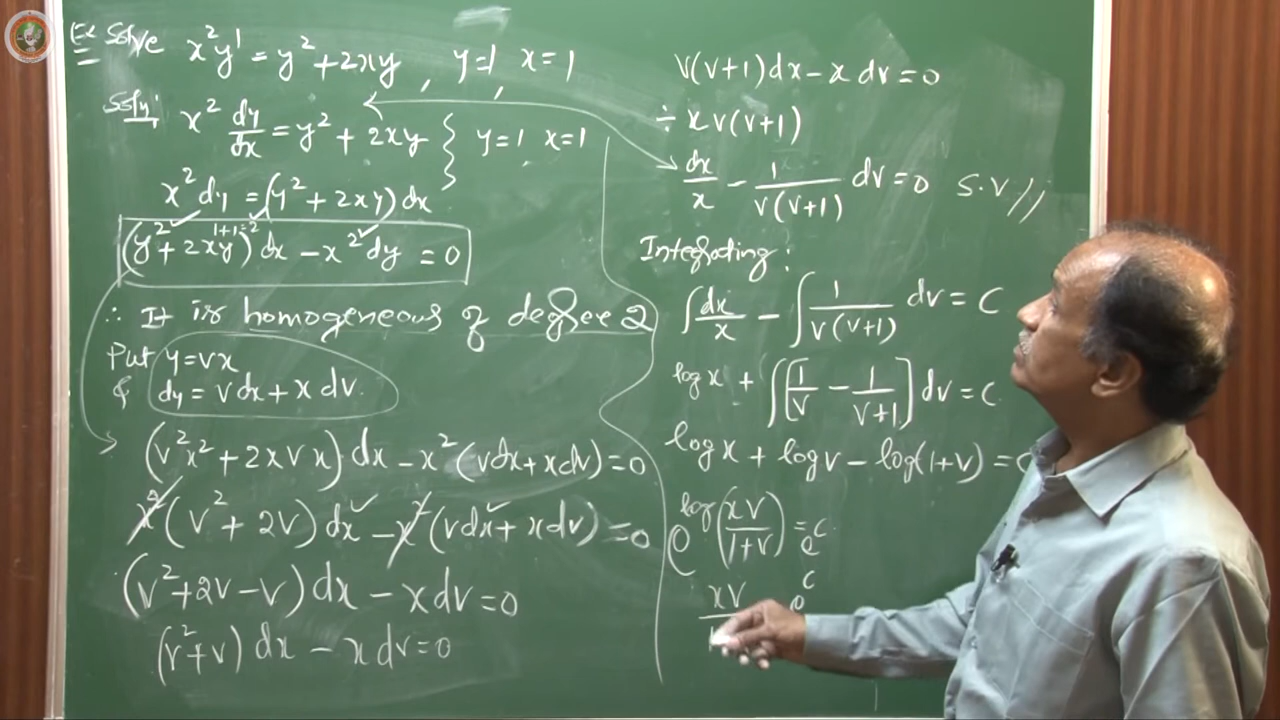 Ex Solve x²y' = y² + 2xy , y=1, x=1
Soln: x² dy/dx = y² + 2xy } y=1, x=1
x² dy = (y² + 2xy) dx
1+1=2
(y² + 2xy) dx − x² dy = 0
∴ It is homogeneous of degree 2
Put y = vx
& dy = v dx + x dv.
(v²x² + 2x v x) dx − x² (v dx + x dv) = 0
x² (v² + 2v) dx − x² (v dx + x dv) = 0
(v² + 2v − v) dx − x dv = 0
(v² + v) dx − x dv = 0
v(v+1) dx − x dv = 0
÷ x v(v+1)
dx/x − 1/v(v+1) dv = 0 S.V //
Integrating:
∫ dx/x − ∫ 1/v(v+1) dv = C
log x + ∫ [1/v − 1/v+1] dv = C
log x + log v − log(1+v) = C
e^log(xv/1+v) = e^c
xv e^c